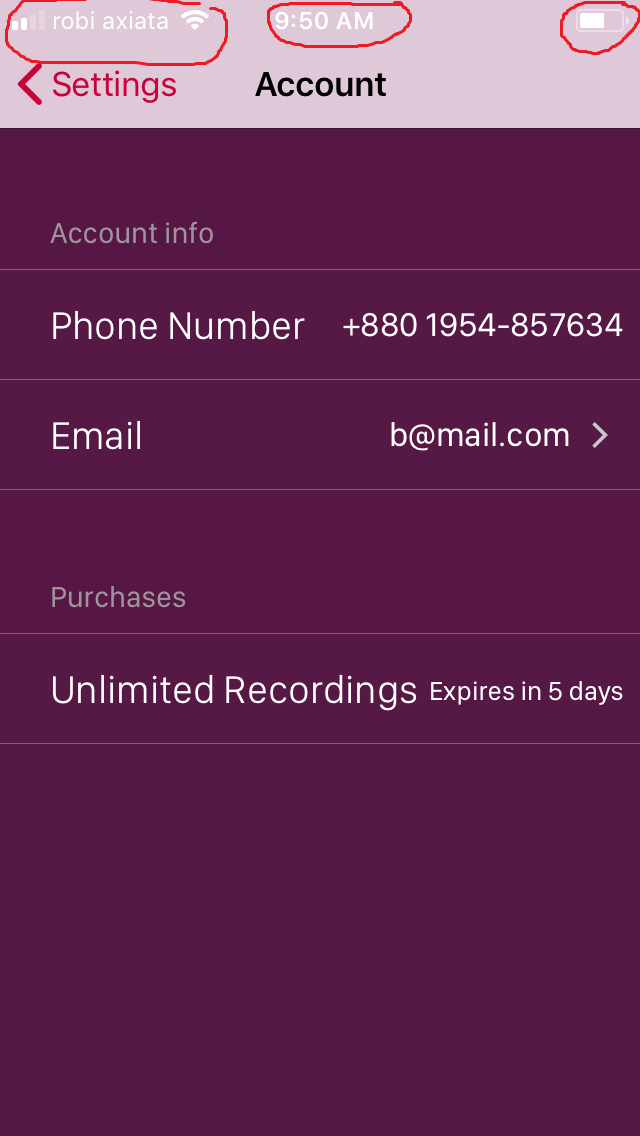 robi axiata 9:50 AM
Settings Account
Account info
Phone Number +880 1954-857634
Email b@mail.com
Purchases
Unlimited Recordings Expires in 5 days